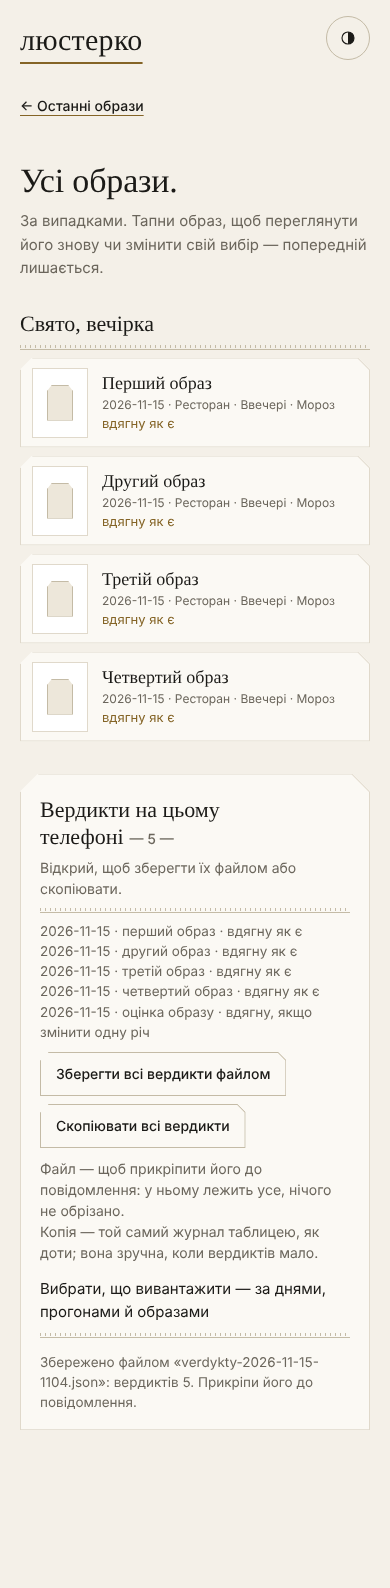 люстерко
← Останні образи
Усі образи.
За випадками. Тапни образ, щоб переглянути
його знову чи змінити свій вибір — попередній
лишається.
Свято, вечірка
Перший образ
2026-11-15 · Ресторан · Ввечері · Мороз
вдягну як є
Другий образ
2026-11-15 · Ресторан · Ввечері · Мороз
вдягну як є
Третій образ
2026-11-15 · Ресторан · Ввечері · Мороз
вдягну як є
Четвертий образ
2026-11-15 · Ресторан · Ввечері · Мороз
вдягну як є
Вердикти на цьому
телефоні — 5 —
Відкрий, щоб зберегти їх файлом або
скопіювати.
2026-11-15 · перший образ · вдягну як є
2026-11-15 · другий образ · вдягну як є
2026-11-15 · третій образ · вдягну як є
2026-11-15 · четвертий образ · вдягну як є
2026-11-15 · оцінка образу · вдягну, якщо
змінити одну річ
Зберегти всі вердикти файлом
Скопіювати всі вердикти
Файл — щоб прикріпити його до
повідомлення: у ньому лежить усе, нічого
не обрізано.
Копія — той самий журнал таблицею, як
доти; вона зручна, коли вердиктів мало.
Вибрати, що вивантажити — за днями,
прогонами й образами
Збережено файлом «verdykty-2026-11-15-
1104.json»: вердиктів 5. Прикріпи його до
повідомлення.